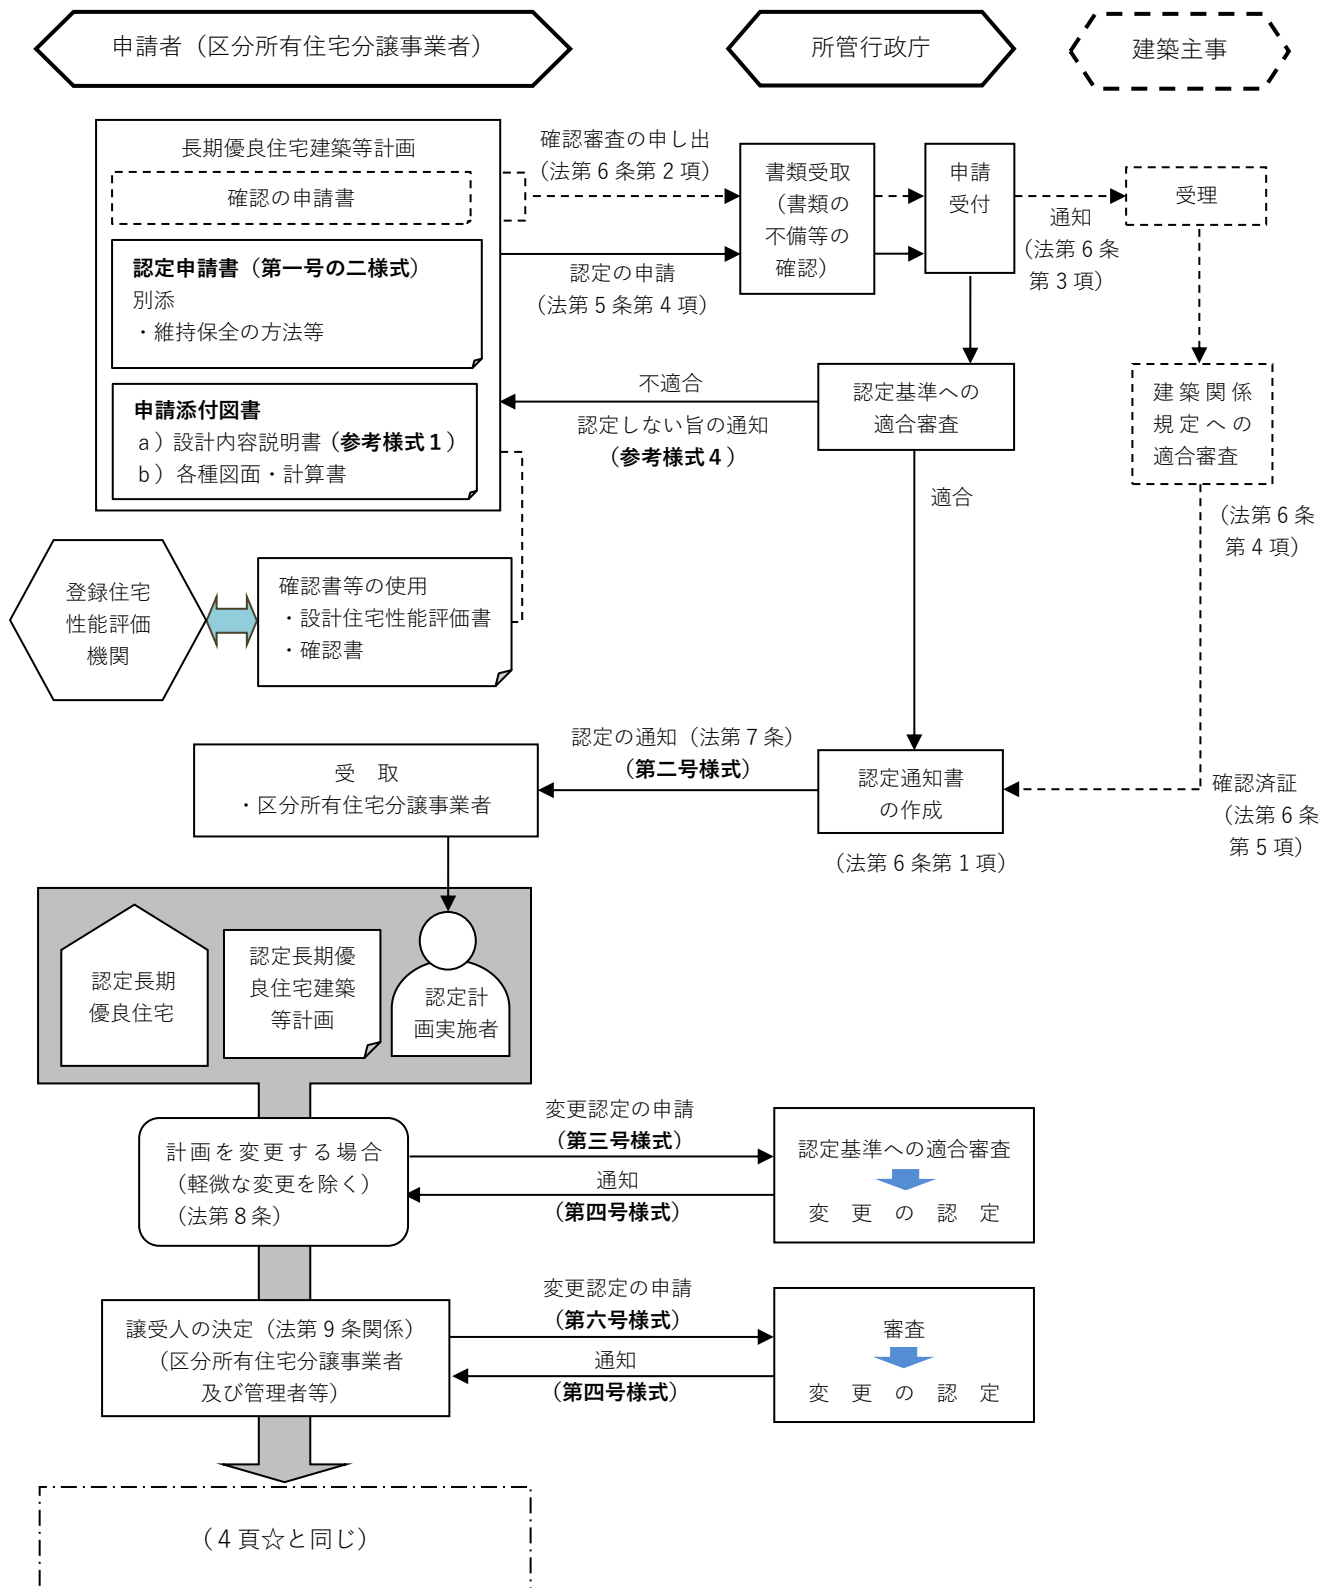 申請者（区分所有住宅分譲事業者）
所管行政庁
建築主事
長期優良住宅建築等計画
確認の申請書
認定申請書（第一号の二様式）
別添
・維持保全の方法等
申請添付図書
a）設計内容説明書（参考様式１）
b）各種図面・計算書
確認審査の申し出
（法第６条第２項）
認定の申請
（法第５条第４項）
書類受取
（書類の
不備等の
確認）
申請
受付
通知
（法第６条
第３項）
受理
不適合
認定しない旨の通知
（参考様式４）
認定基準への
適合審査
建築関係
規定への
適合審査
適合
（法第６条
第４項）
登録住宅
性能評価
機関
確認書等の使用
・設計住宅性能評価書
・確認書
認定の通知（法第７条）
（第二号様式）
受　取
・区分所有住宅分譲事業者
認定通知書
の作成
（法第６条第１項）
確認済証
（法第６条
第５項）
認定長期
優良住宅
認定長期優
良住宅建築
等計画
認定計
画実施者
計画を変更する場合
（軽微な変更を除く）
（法第８条）
変更認定の申請
（第三号様式）
通知
（第四号様式）
認定基準への適合審査
変　更　の　認　定
譲受人の決定（法第９条関係）
（区分所有住宅分譲事業者
及び管理者等）
変更認定の申請
（第六号様式）
通知
（第四号様式）
審査
変　更　の　認　定
（４頁☆と同じ）